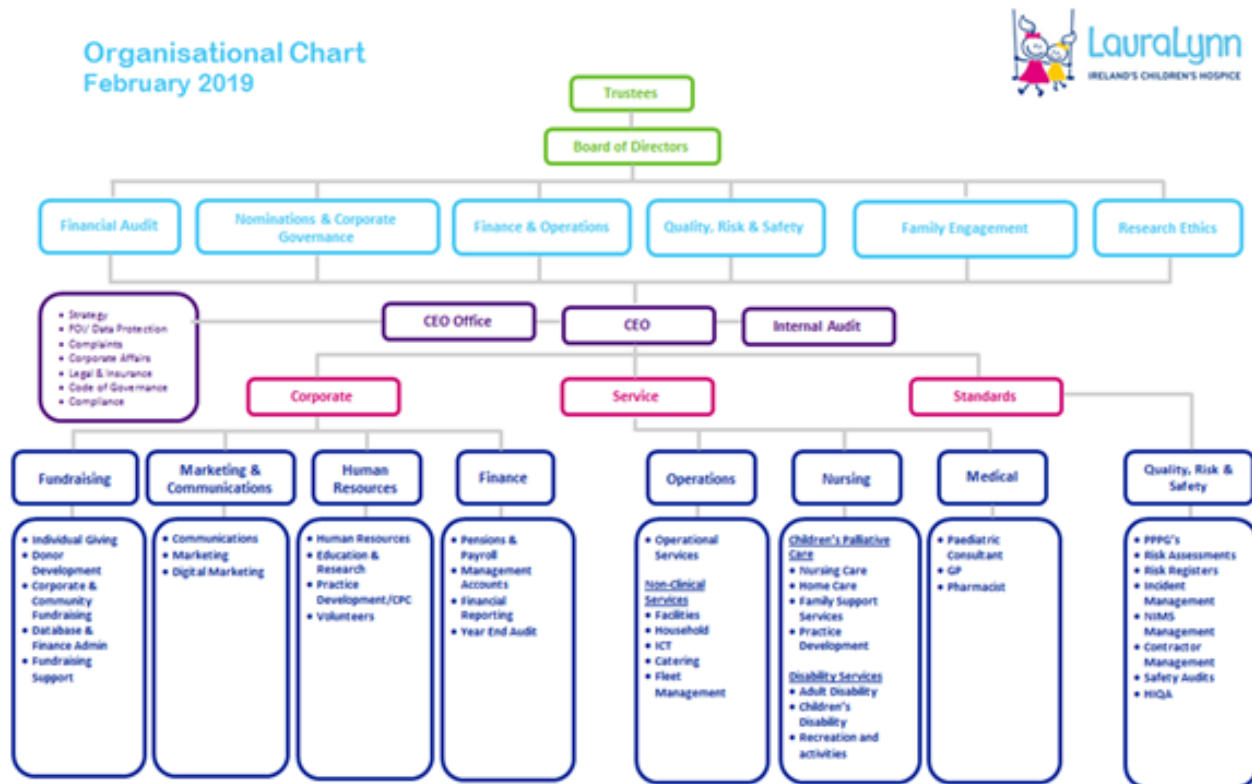 Organisational Chart
February 2019
LauraLynn
IRELAND'S CHILDREN'S HOSPICE
Trustees
Board of Directors
Financial Audit
Nominations & Corporate
Governance
Finance & Operations
Quality, Risk & Safety
Family Engagement
Research Ethics
• Strategy
• FOI/ Data Protection
• Complaints
• Corporate Affairs
• Legal & Insurance
• Code of Governance
• Compliance
CEO Office
CEO
Internal Audit
Corporate
Service
Standards
Fundraising
Marketing &
Communications
Human
Resources
Finance
Operations
Nursing
Medical
Quality, Risk &
Safety
• Individual Giving
• Donor
Development
• Corporate &
Community
Fundraising
• Database &
Finance Admin
• Fundraising
Support
• Communications
• Marketing
• Digital Marketing
• Human Resources
• Education &
Research
• Practice
Development/CPC
• Volunteers
• Pensions &
Payroll
• Management
Accounts
• Financial
Reporting
• Year End Audit
• Operational
Services
Non-Clinical
Services
• Facilities
• Household
• ICT
• Catering
• Fleet
Management
Children's Palliative
Care
• Nursing Care
• Home Care
• Family Support
Services
• Practice
Development
Disability Services
• Adult Disability
• Children's
Disability
• Recreation and
activities
• Paediatric
Consultant
• GP
• Pharmacist
• PPPG's
• Risk Assessments
• Risk Registers
• Incident
Management
• NIMS
Management
• Contractor
Management
• Safety Audits
• HIQA